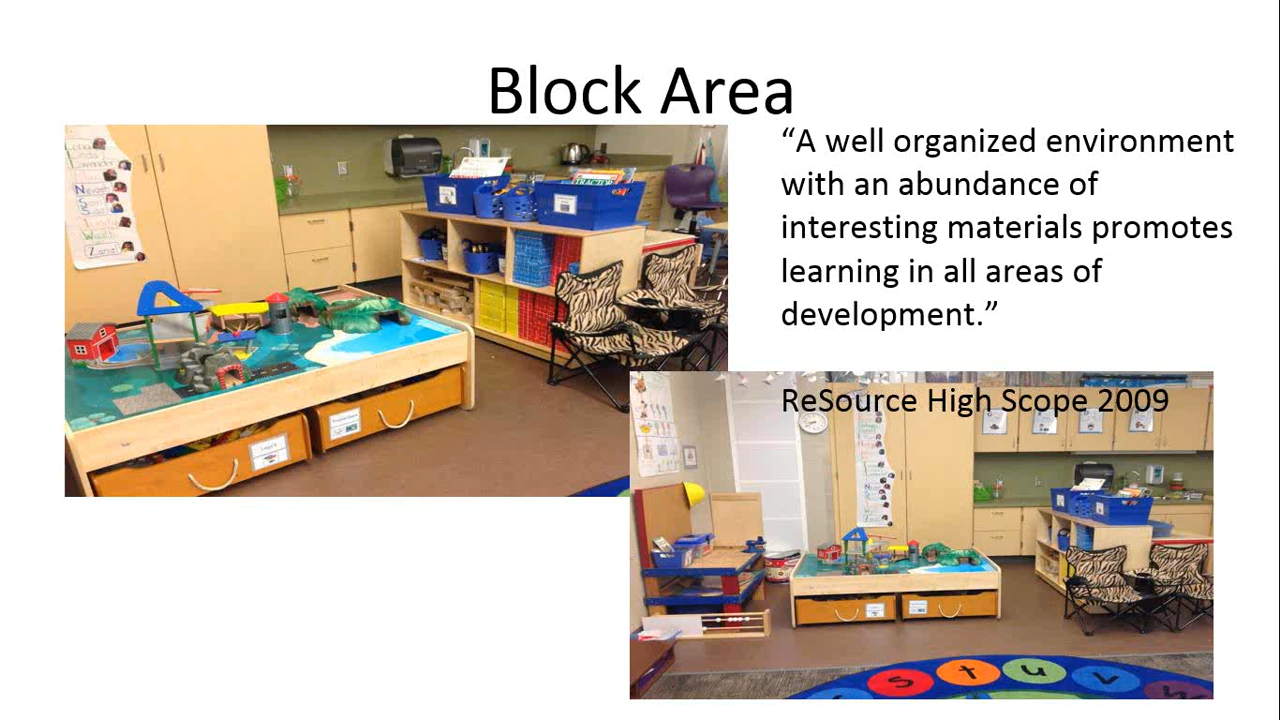 Block Area
“A well organized environment
with an abundance of
interesting materials promotes
learning in all areas of
development.”
ReSource High Scope 2009
TRACTOR
s t u v w